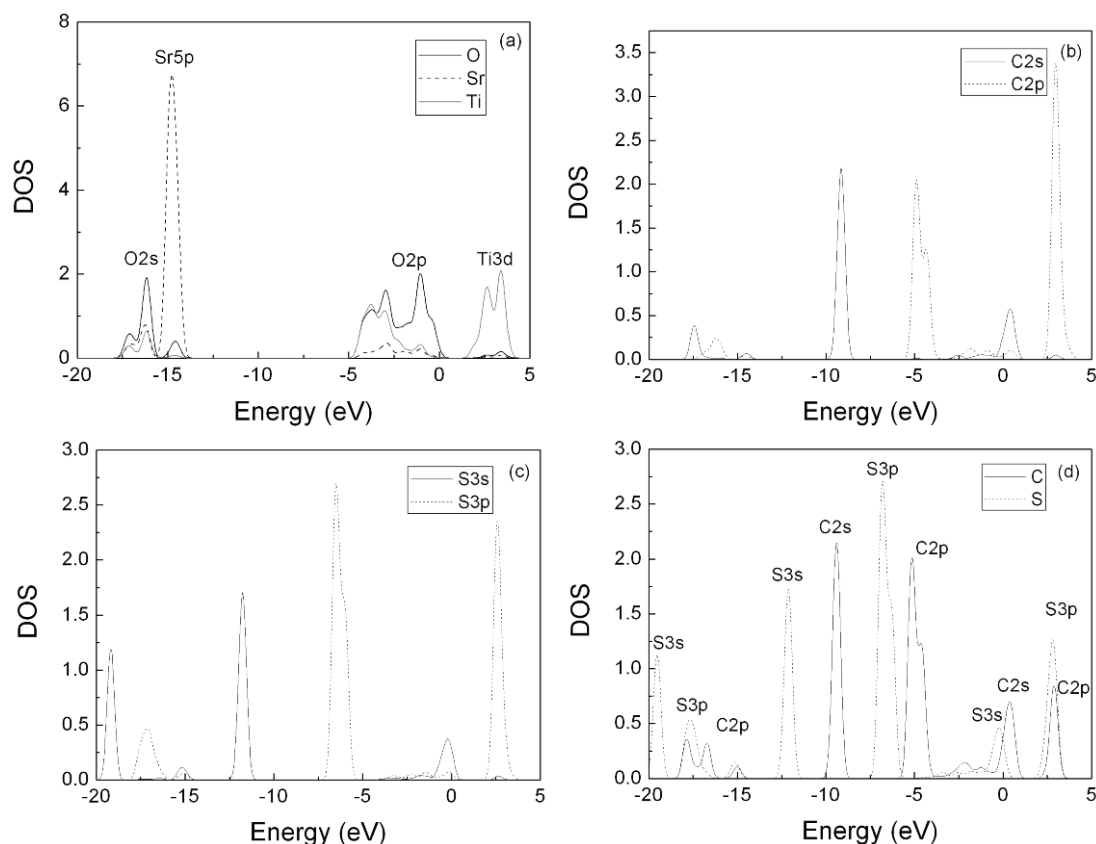 (a)
O
Sr
Ti
Sr5p
O2s
O2p
Ti3d
DOS
8
6
4
2
0
-20 -15 -10 -5 0 5
Energy (eV)
(b)
C2s
C2p
DOS
3.5
3.0
2.5
2.0
1.5
1.0
0.5
0.0
-20 -15 -10 -5 0 5
Energy (eV)
(c)
S3s
S3p
DOS
3.0
2.5
2.0
1.5
1.0
0.5
0.0
-20 -15 -10 -5 0 5
Energy (eV)
(d)
C
S
S3p
C2s
C2p
S3s
S3s
S3p
C2p
S3s
C2s
S3p
C2p
DOS
3.0
2.5
2.0
1.5
1.0
0.5
0.0
-20 -15 -10 -5 0 5
Energy (eV)